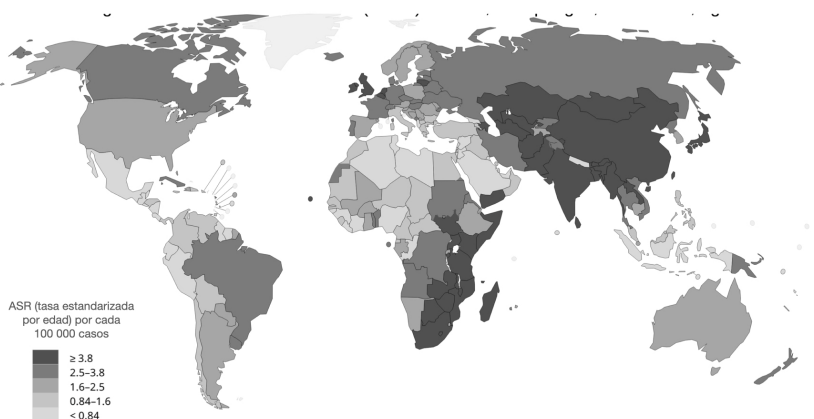 ASR (tasa estandarizada
por edad) por cada
100 000 casos
≥ 3.8
2.5–3.8
1.6–2.5
0.84–1.6
< 0.84